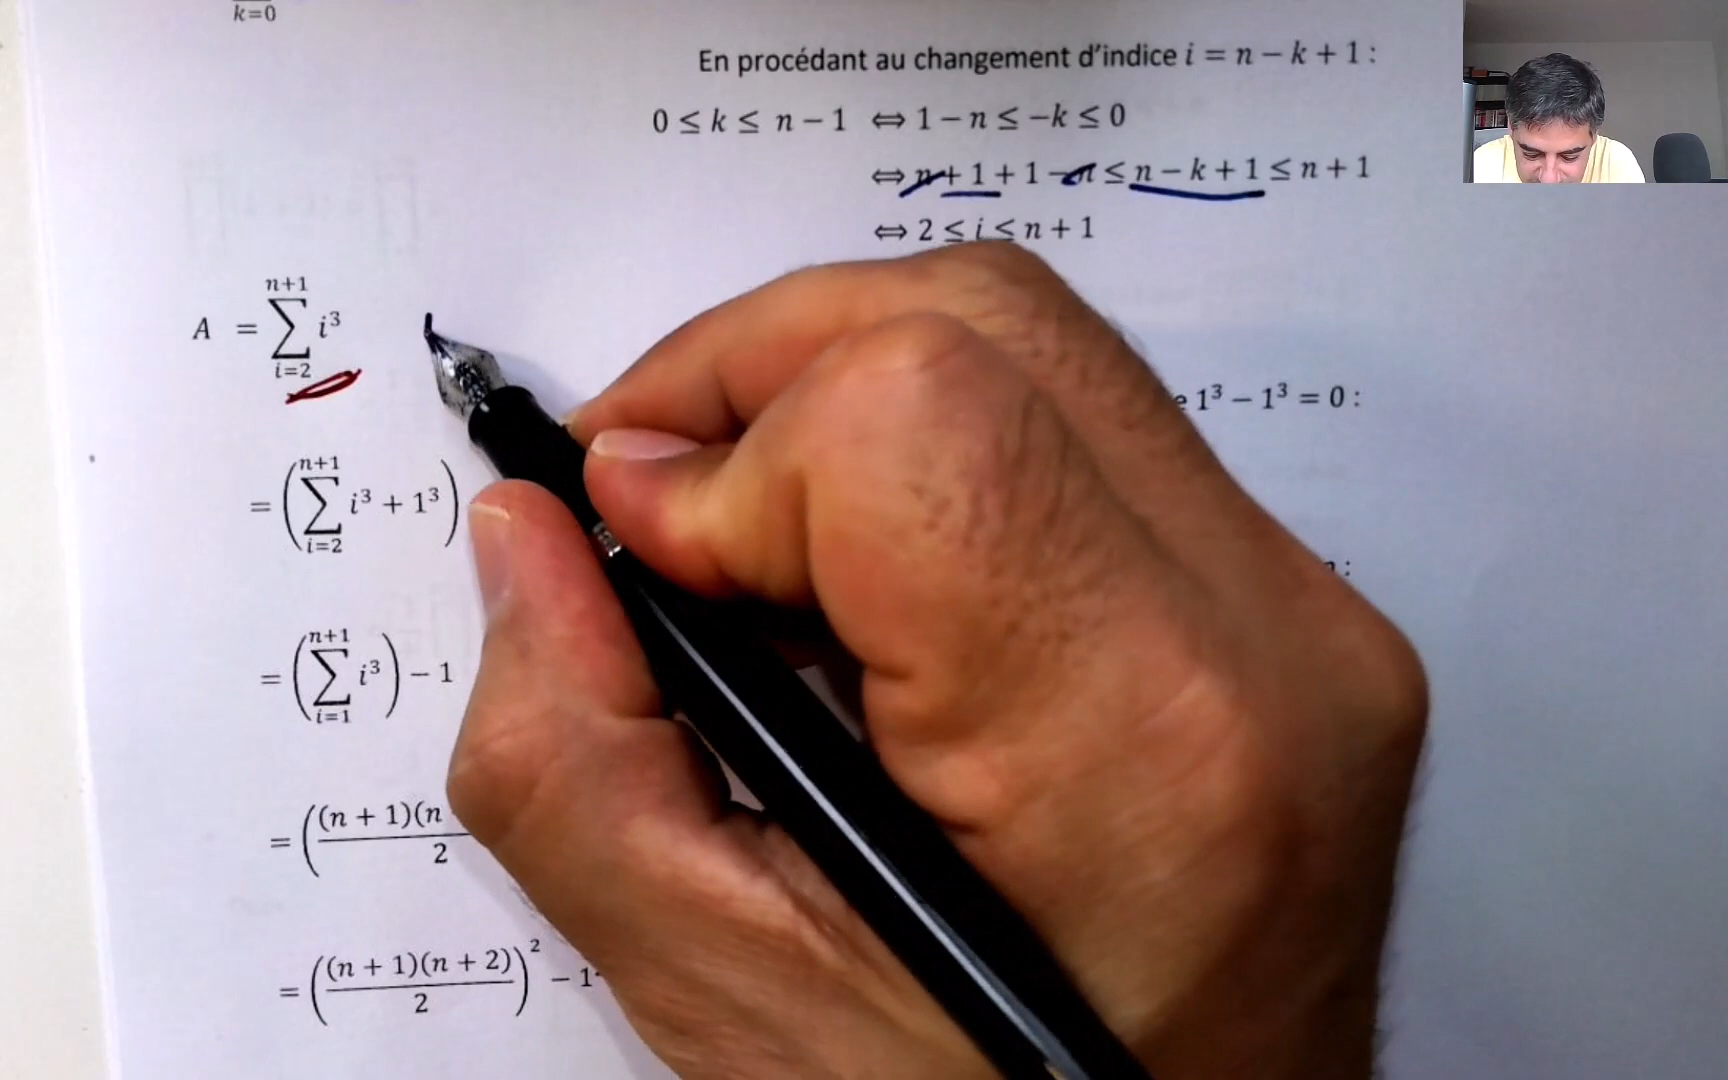 k=0
En procédant au changement d'indice i = n − k + 1 :
0 ≤ k ≤ n − 1 ⇔ 1 − n ≤ −k ≤ 0
⇔ n + 1 + 1 − n ≤ n − k + 1 ≤ n + 1
⇔ 2 ≤ i ≤ n + 1
n+1
A = ∑ i³
i=2
1³ − 1³ = 0 :
n+1
= (∑ i³ + 1³)
i=2
n+1
= (∑ i³) − 1
i=1
= ((n + 1)(n
2
= ((n + 1)(n + 2))² − 1
2